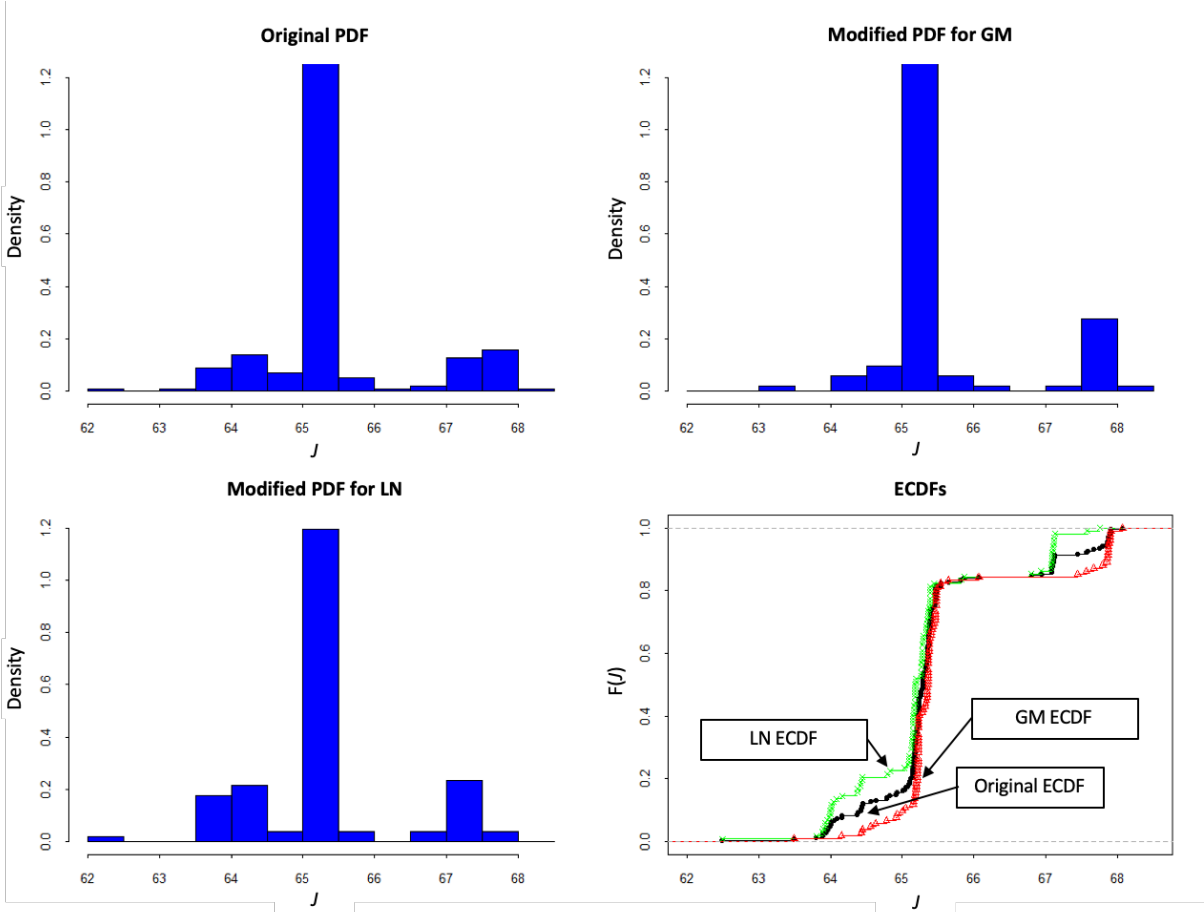 Original PDF
Density
0.0 0.2 0.4 0.6 0.8 1.0 1.2
62 63 64 65 66 67 68
J
Modified PDF for GM
Density
0.0 0.2 0.4 0.6 0.8 1.0 1.2
62 63 64 65 66 67 68
J
Modified PDF for LN
Density
0.0 0.2 0.4 0.6 0.8 1.0 1.2
62 63 64 65 66 67 68
J
ECDFs
F(J)
0.0 0.2 0.4 0.6 0.8 1.0
LN ECDF
GM ECDF
Original ECDF
62 63 64 65 66 67 68
J